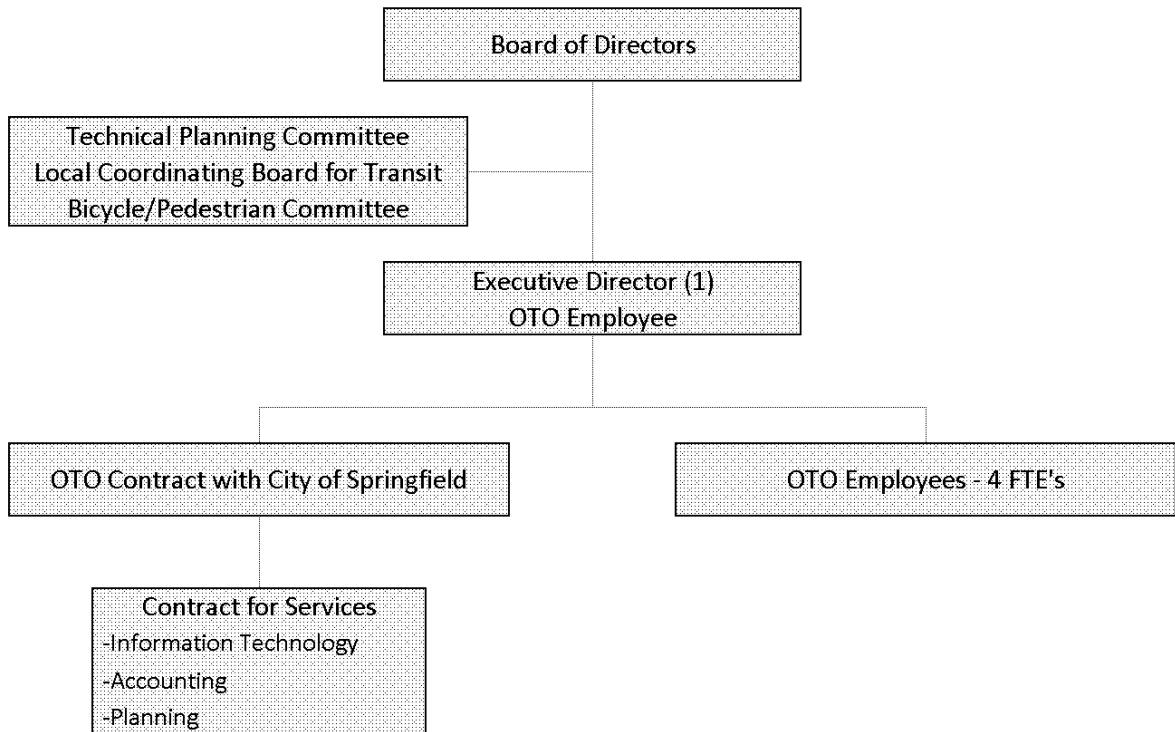 Board of Directors
Technical Planning Committee
Local Coordinating Board for Transit
Bicycle/Pedestrian Committee
Executive Director (1)
OTO Employee
OTO Contract with City of Springfield
OTO Employees - 4 FTE's
Contract for Services
-Information Technology
-Accounting
-Planning